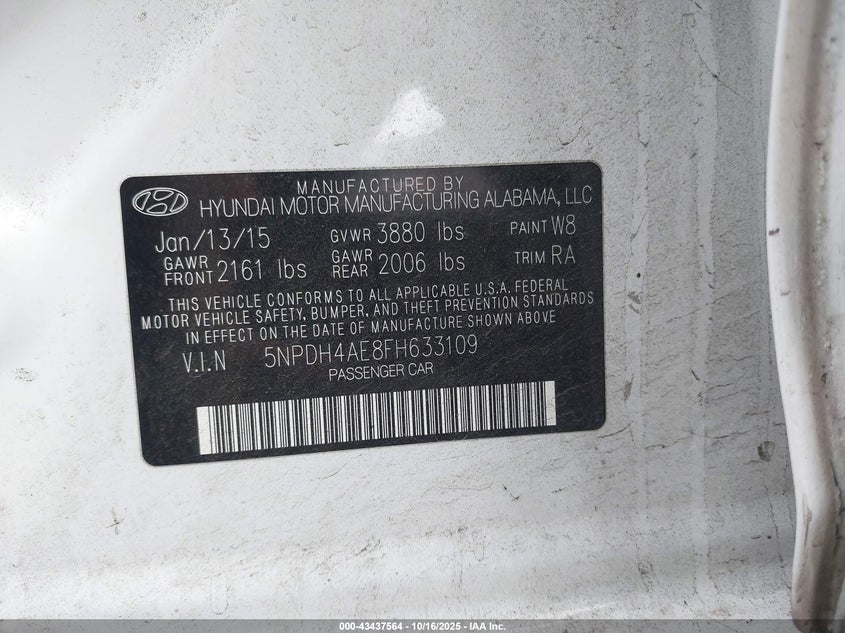 MANUFACTURED BY
HYUNDAI MOTOR MANUFACTURING ALABAMA, LLC
Jan/13/15 GVWR 3880 lbs PAINT W8
GAWR FRONT 2161 lbs GAWR REAR 2006 lbs TRIM RA
THIS VEHICLE CONFORMS TO ALL APPLICABLE U.S.A. FEDERAL
MOTOR VEHICLE SAFETY, BUMPER, AND THEFT PREVENTION STANDARDS
IN EFFECT ON THE DATE OF MANUFACTURE SHOWN ABOVE
V.I.N 5NPDH4AE8FH633109
PASSENGER CAR
000-43437564 - 10/16/2025 - IAA Inc.